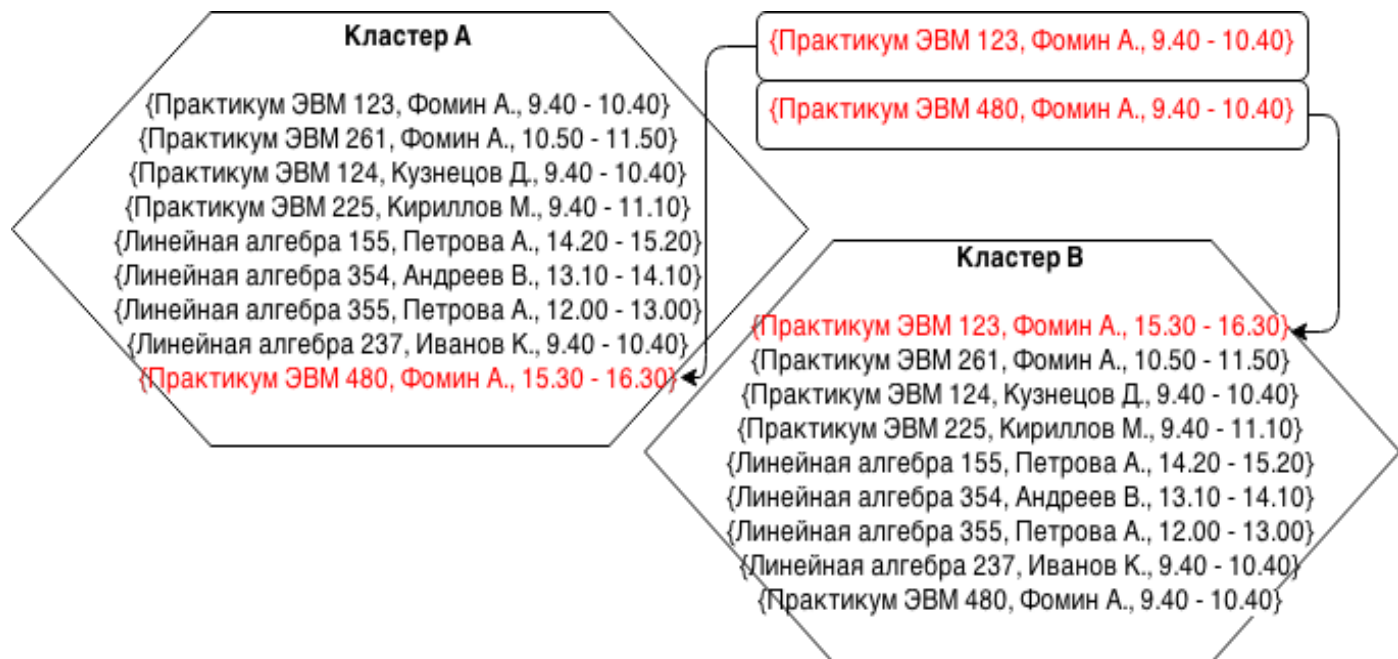 Кластер А
{Практикум ЭВМ 123, Фомин А., 9.40 - 10.40}
{Практикум ЭВМ 261, Фомин А., 10.50 - 11.50}
{Практикум ЭВМ 124, Кузнецов Д., 9.40 - 10.40}
{Практикум ЭВМ 225, Кириллов М., 9.40 - 11.10}
{Линейная алгебра 155, Петрова А., 14.20 - 15.20}
{Линейная алгебра 354, Андреев В., 13.10 - 14.10}
{Линейная алгебра 355, Петрова А., 12.00 - 13.00}
{Линейная алгебра 237, Иванов К., 9.40 - 10.40}
{Практикум ЭВМ 480, Фомин А., 15.30 - 16.30}
{Практикум ЭВМ 123, Фомин А., 9.40 - 10.40}
{Практикум ЭВМ 480, Фомин А., 9.40 - 10.40}
Кластер В
{Практикум ЭВМ 123, Фомин А., 15.30 - 16.30}
{Практикум ЭВМ 261, Фомин А., 10.50 - 11.50}
{Практикум ЭВМ 124, Кузнецов Д., 9.40 - 10.40}
{Практикум ЭВМ 225, Кириллов М., 9.40 - 11.10}
{Линейная алгебра 155, Петрова А., 14.20 - 15.20}
{Линейная алгебра 354, Андреев В., 13.10 - 14.10}
{Линейная алгебра 355, Петрова А., 12.00 - 13.00}
{Линейная алгебра 237, Иванов К., 9.40 - 10.40}
{Практикум ЭВМ 480, Фомин А., 9.40 - 10.40}